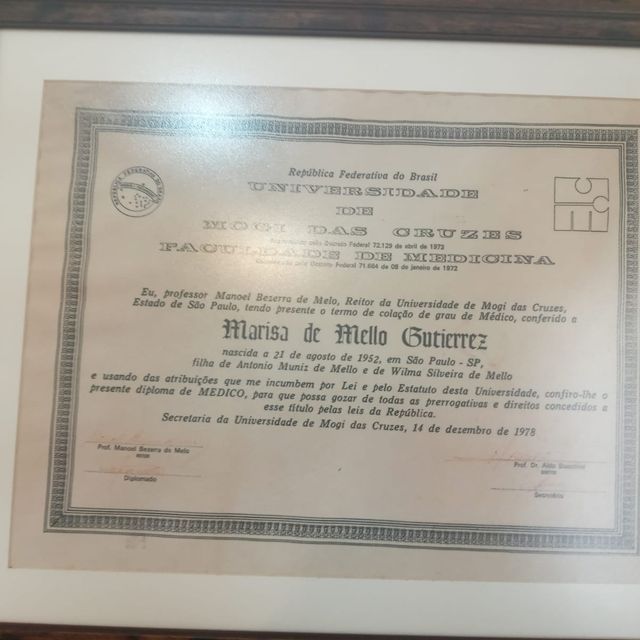 República Federativa do Brasil
UNIVERSIDADE
DE
MOGI DAS CRUZES
pelo Decreto Federal 72.129 de abril de 1973
FACULDADE DE MEDICINA
pelo Decreto Federal 71.644 de 08 de janeiro de 1972
Eu, professor Manoel Bezerra de Melo, Reitor da Universidade de Mogi das Cruzes,
Estado de São Paulo, tendo presente o termo de colação de grau de Médico, conferido a
Marisa de Mello Gutierrez
nascida a 21 de agosto de 1952, em São Paulo - SP,
filha de Antonio Muniz de Mello e de Wilma Silveira de Mello
e usando das atribuições que me incumbem por Lei e pelo Estatuto desta Universidade, confiro-lhe o
presente diploma de MEDICO, para que possa gozar de todas as prerrogativas e direitos concedidos a
esse título pelas leis da República.
Secretaria da Universidade de Mogi das Cruzes, 14 de dezembro de 1978
Prof. Manoel Bezerra de Melo
Diplomado
Prof. Dr. Aldo
Secretário